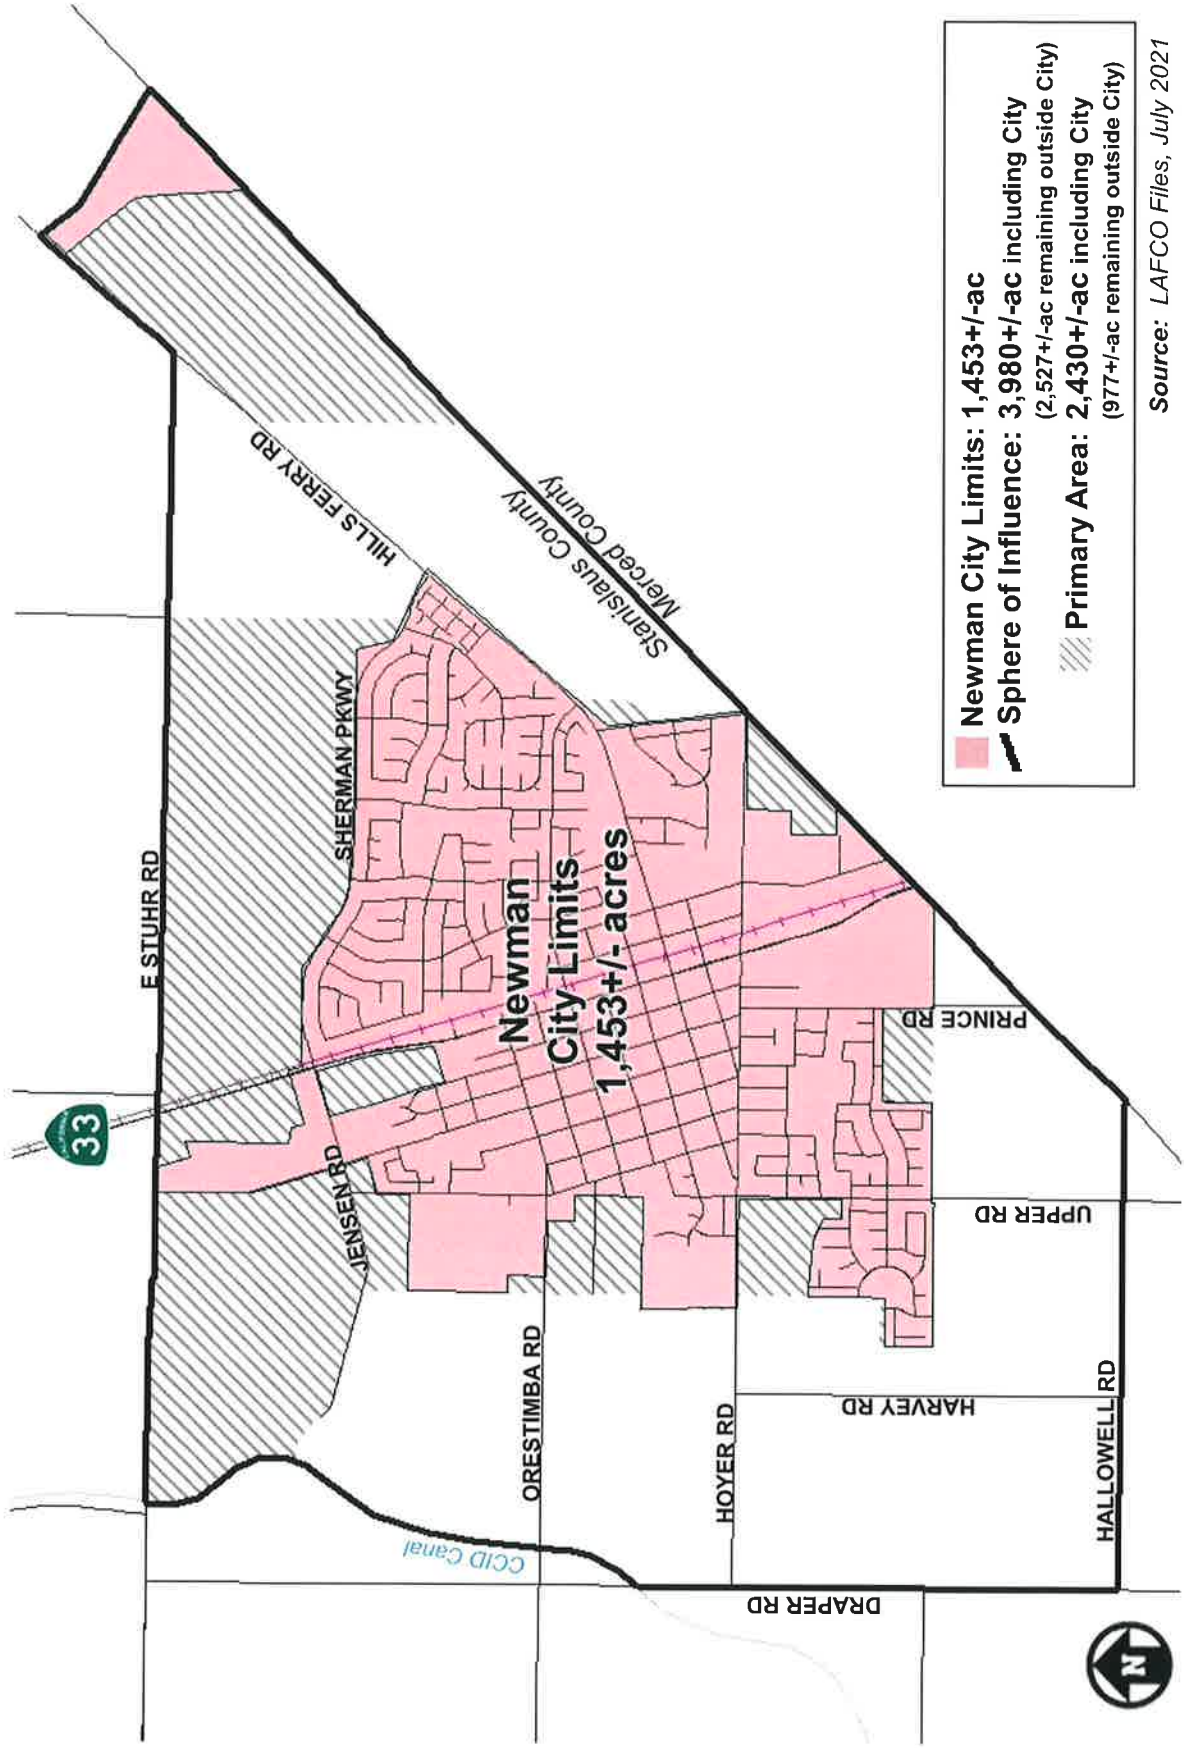 E STUHR RD
CALIFORNIA
33
HILLS FERRY RD
SHERMAN PKWY
Stanislaus County
Merced County
JENSEN RD
Newman
City Limits
1,453+/- acres
CCID Canal
ORESTIMBA RD
HOYER RD
PRINCE RD
UPPER RD
HARVEY RD
DRAPER RD
HALLOWELL RD
N
Newman City Limits: 1,453+/-ac
Sphere of Influence: 3,980+/-ac including City
(2,527+/-ac remaining outside City)
Primary Area: 2,430+/-ac including City
(977+/-ac remaining outside City)
Source: LAFCO Files, July 2021